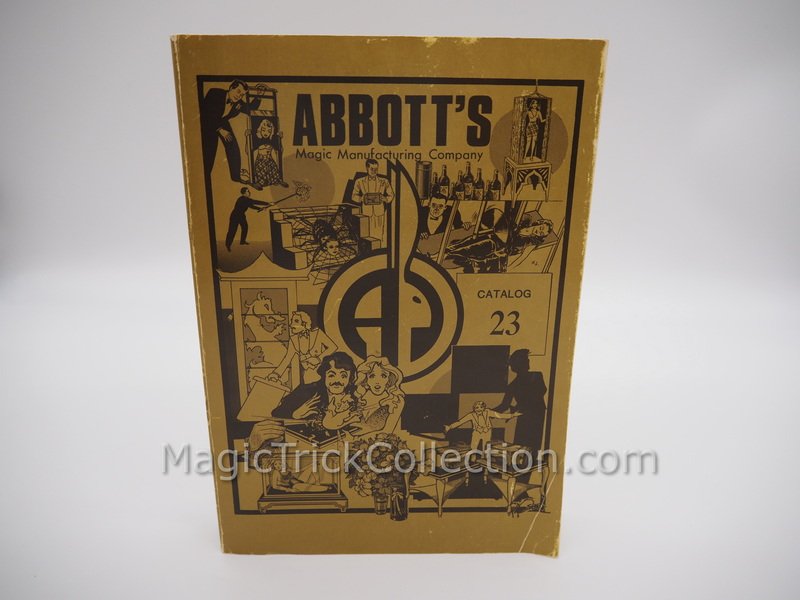 ABBOTT'S
Magic Manufacturing Company
CATALOG
23
MagicTrickCollection.com